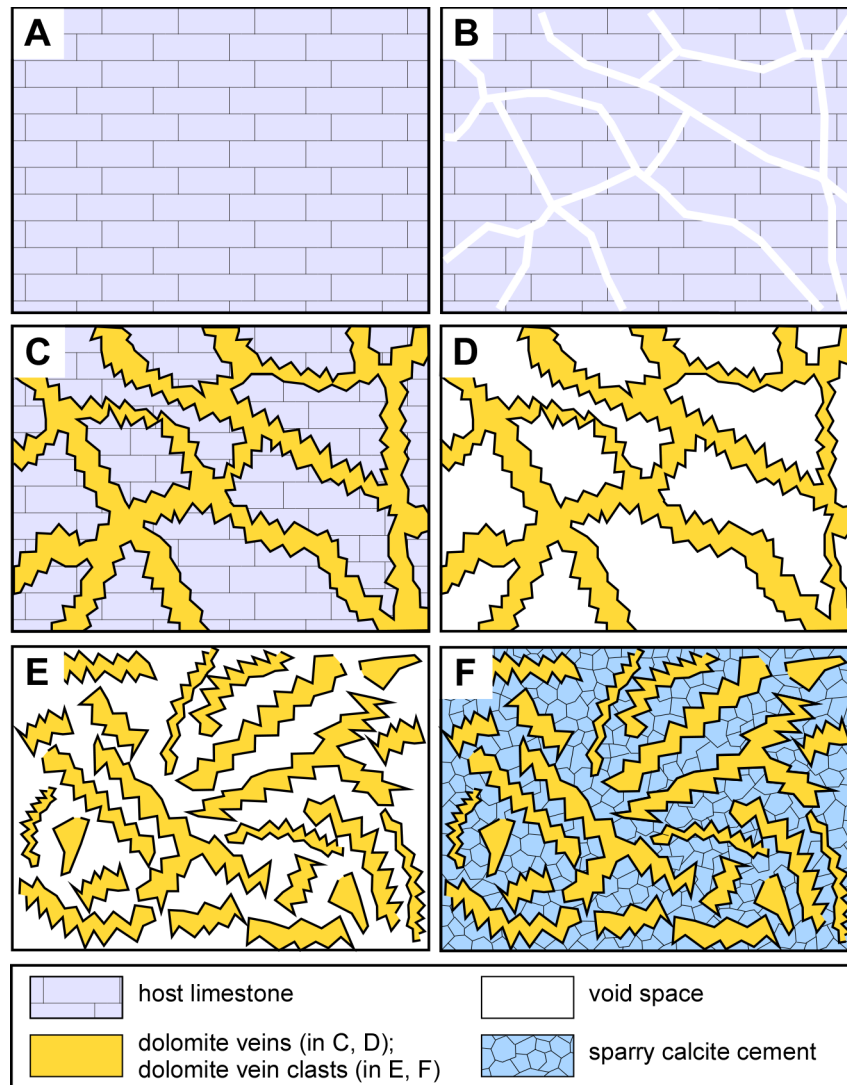 A
B
C
D
E
F
host limestone
void space
dolomite veins (in C, D);
dolomite vein clasts (in E, F)
sparry calcite cement